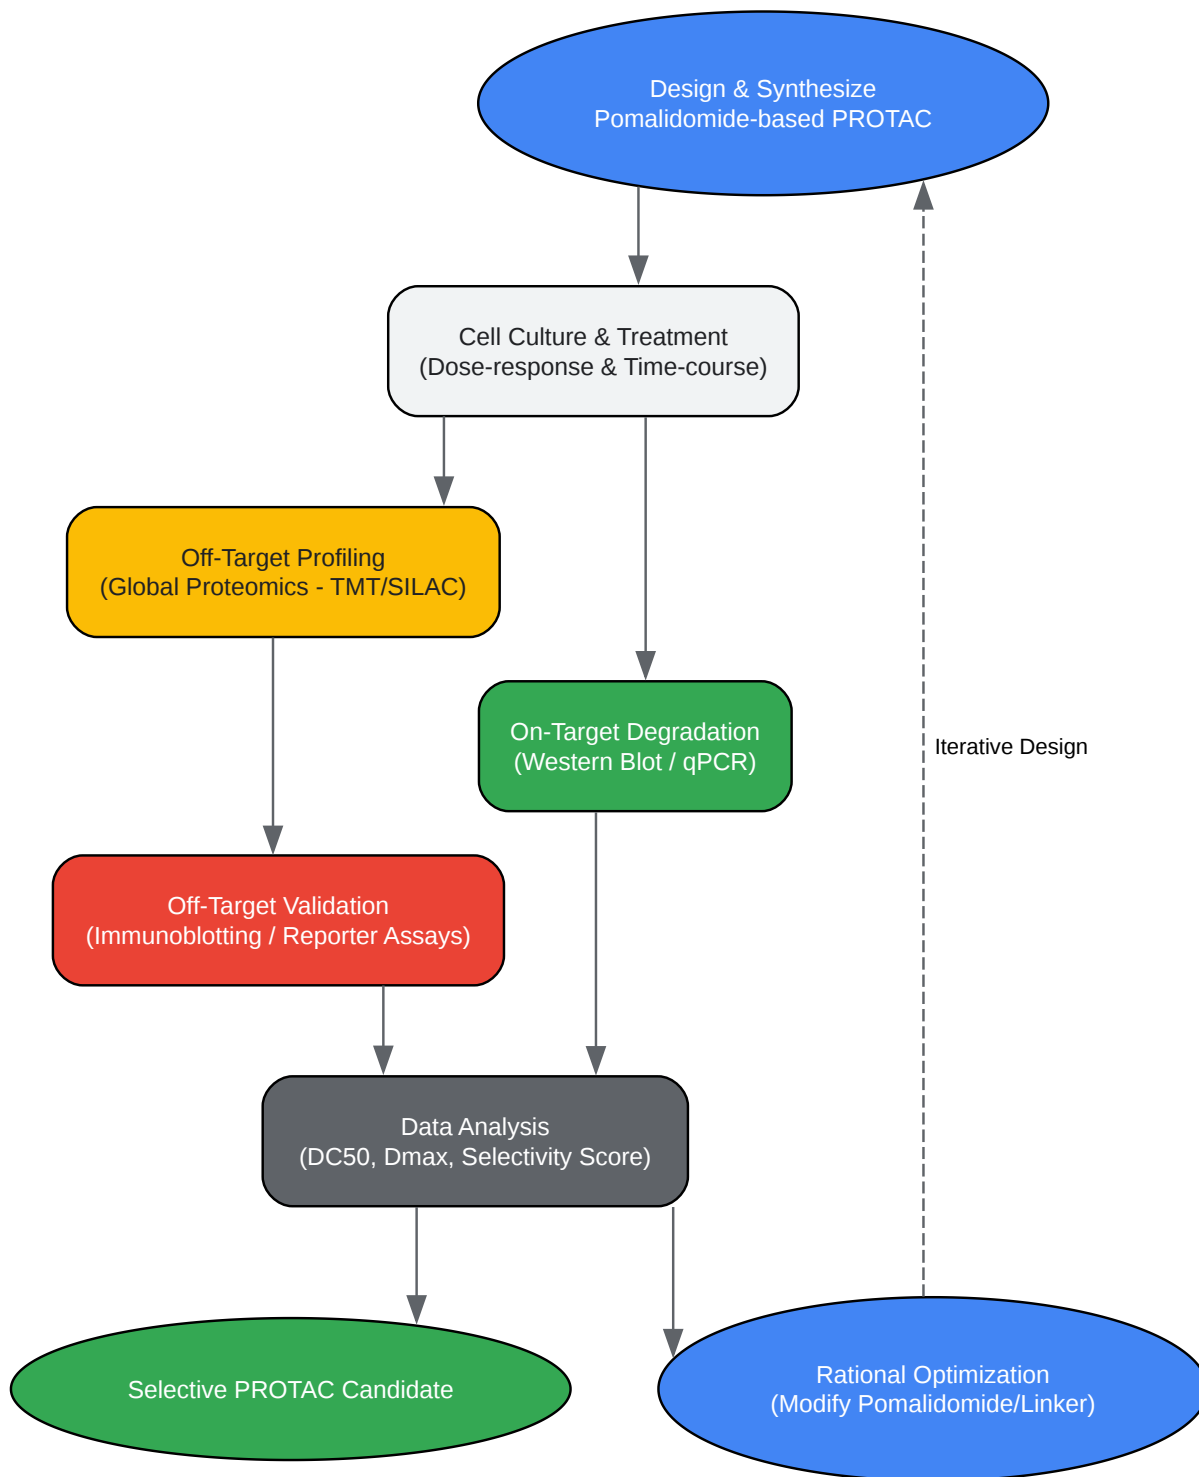 Design & Synthesize
Pomalidomide-based PROTAC
Cell Culture & Treatment
(Dose-response & Time-course)
Off-Target Profiling
(Global Proteomics - TMT/SILAC)
On-Target Degradation
(Western Blot / qPCR)
Iterative Design
Off-Target Validation
(Immunoblotting / Reporter Assays)
Data Analysis
(DC50, Dmax, Selectivity Score)
Selective PROTAC Candidate
Rational Optimization
(Modify Pomalidomide/Linker)